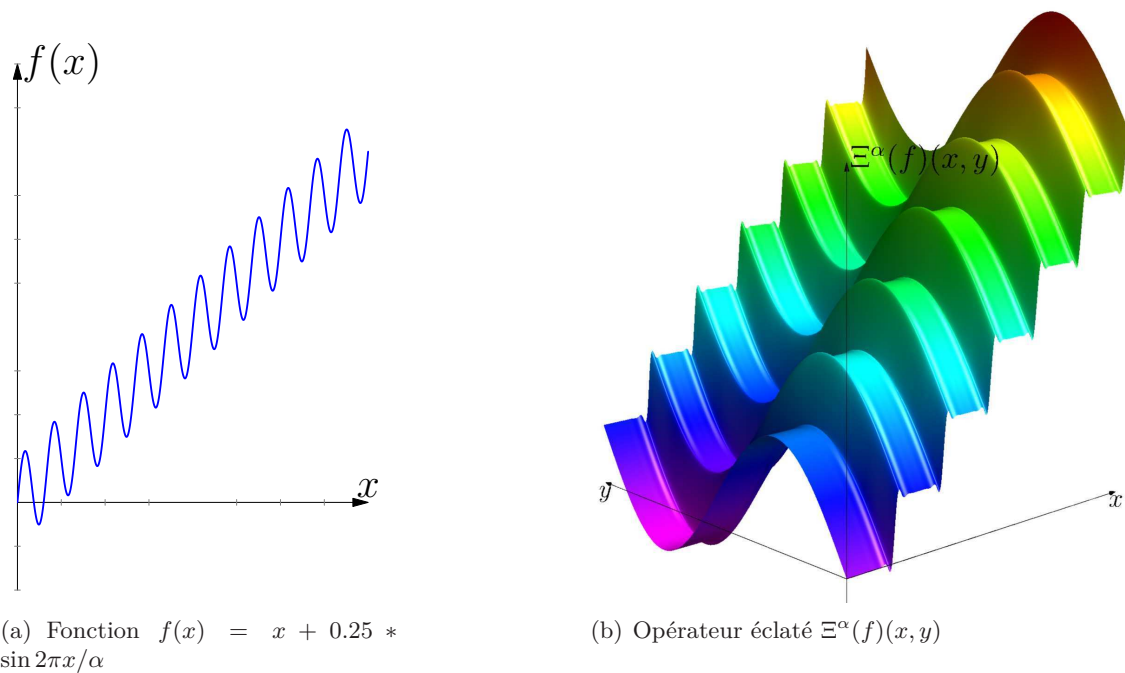 f(x)
x
(a) Fonction f(x) = x + 0.25 ∗
sin 2πx/α
Ξ^α(f)(x, y)
y
x
(b) Opérateur éclaté Ξ^α(f)(x, y)